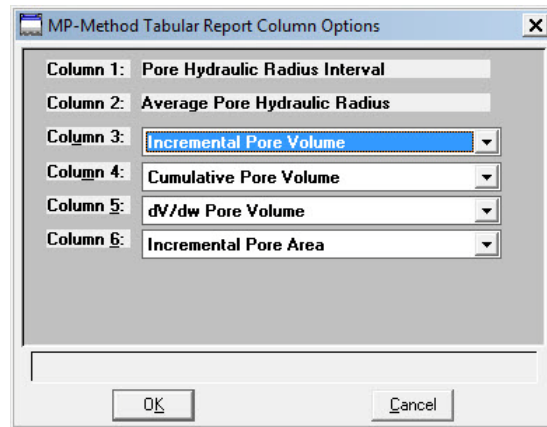 MP-Method Tabular Report Column Options
Column 1: Pore Hydraulic Radius Interval
Column 2: Average Pore Hydraulic Radius
Column 3: Incremental Pore Volume
Column 4: Cumulative Pore Volume
Column 5: dV/dw Pore Volume
Column 6: Incremental Pore Area
OK Cancel